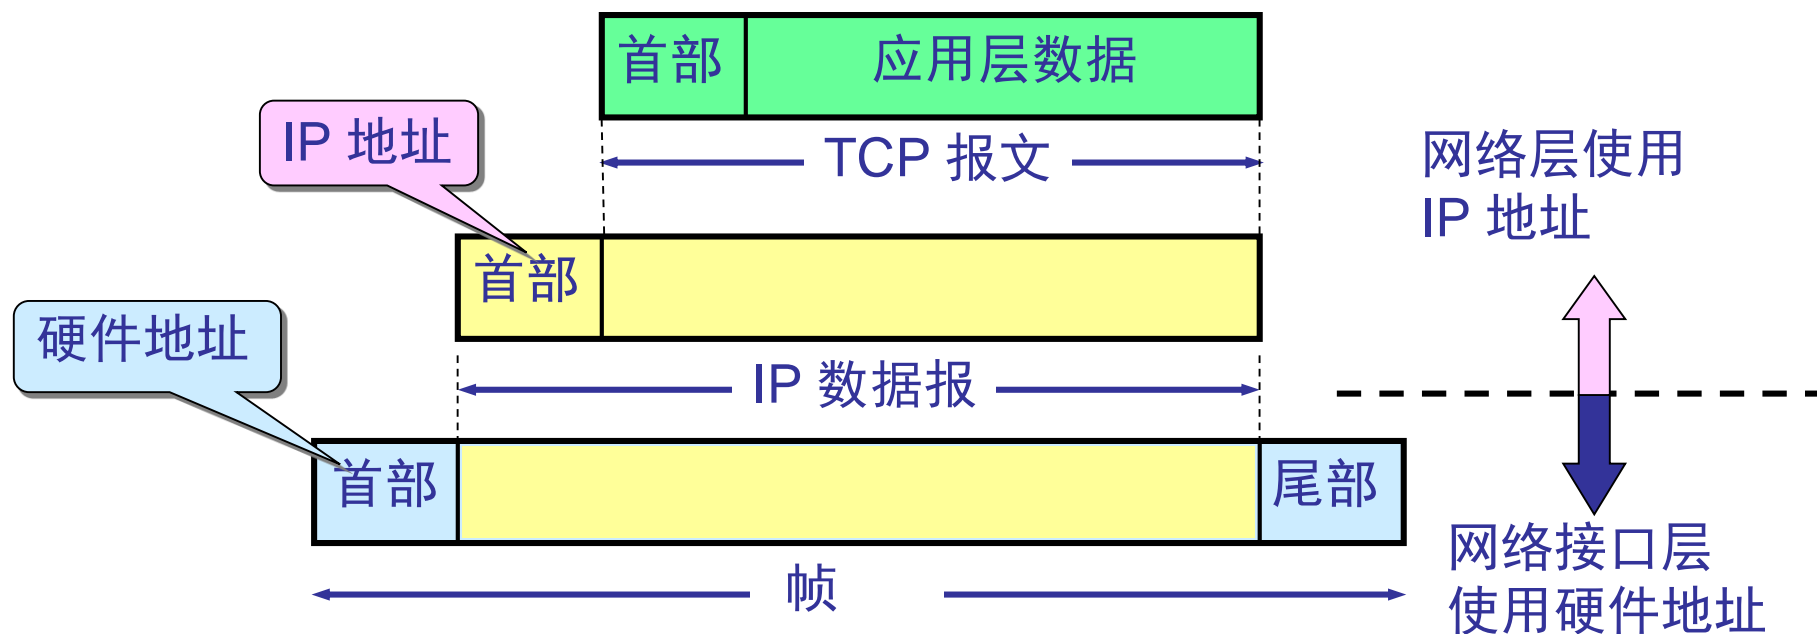 首部
应用层数据
IP 地址
TCP 报文
网络层使用
IP 地址
首部
硬件地址
IP 数据报
首部
尾部
帧
网络接口层
使用硬件地址